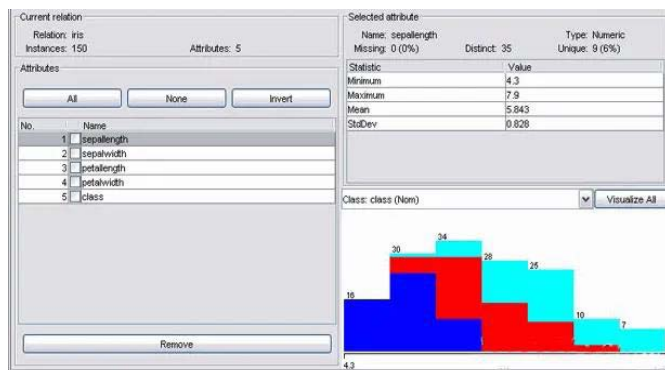 Current relation
Relation: iris
Instances: 150 Attributes: 5
Attributes
All None Invert
No. Name
1 sepallength
2 sepalwidth
3 petallength
4 petalwidth
5 class
Remove
Selected attribute
Name: sepallength Type: Numeric
Missing: 0 (0%) Distinct: 35 Unique: 9 (6%)
Statistic Value
Minimum 4.3
Maximum 7.9
Mean 5.843
StdDev 0.828
Class: class (Nom) Visualize All
34
30
28
25
16
10
7
4.3